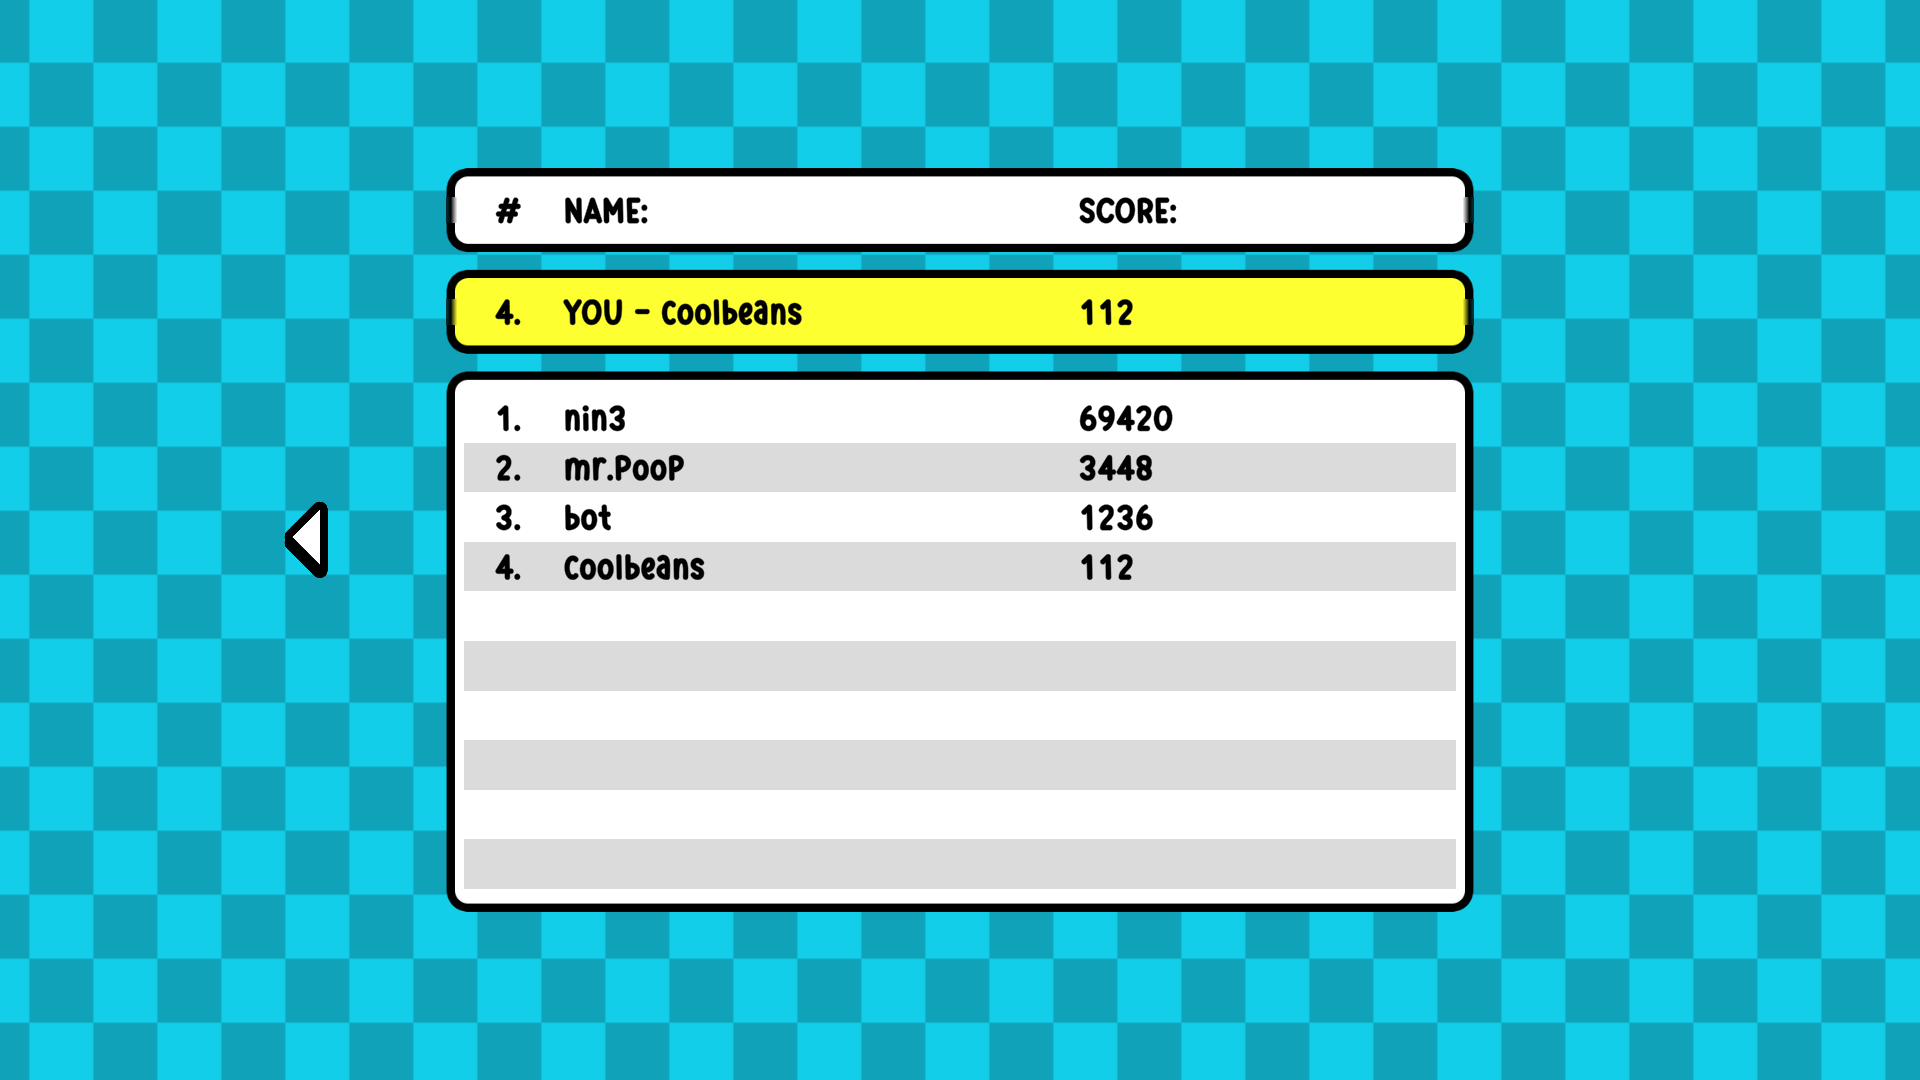 # NAME: SCORE:
4. YOU - Coolbeans 112
1. nin3 69420
2. mr.PooP 3448
3. bot 1236
4. Coolbeans 112